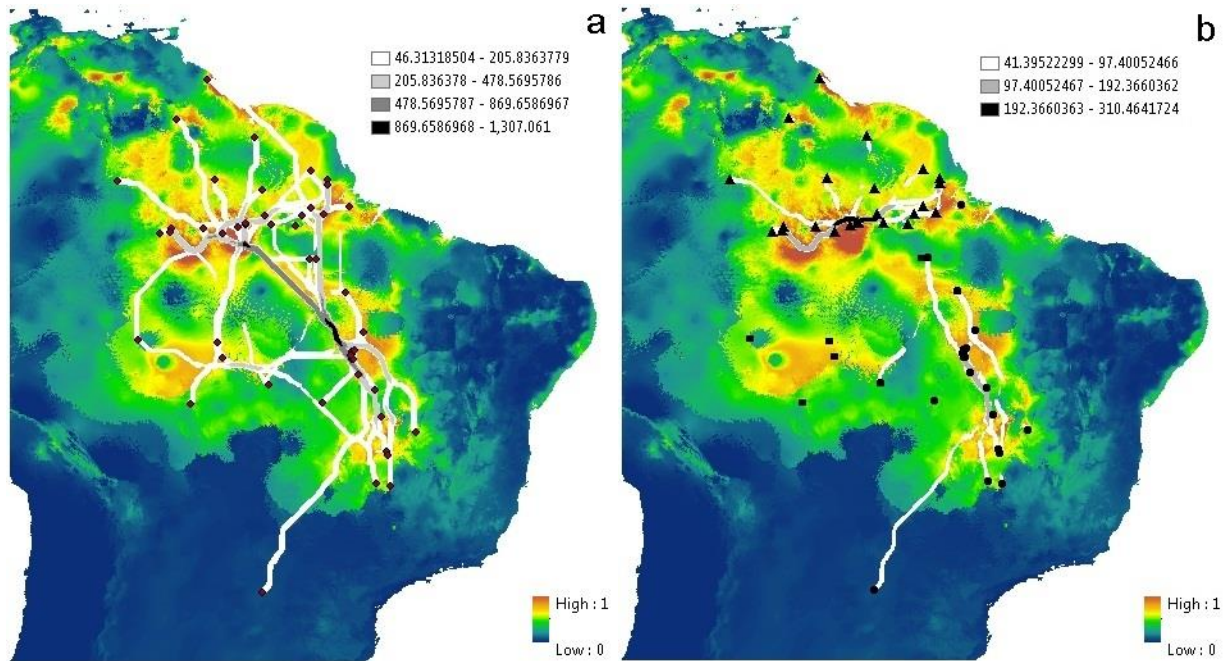 a
46.31318504 - 205.8363779
205.836378 - 478.5695786
478.5695787 - 869.6586967
869.6586968 - 1,307.061
High : 1
Low : 0
b
41.39522299 - 97.40052466
97.40052467 - 192.3660362
192.3660363 - 310.4641724
High : 1
Low : 0